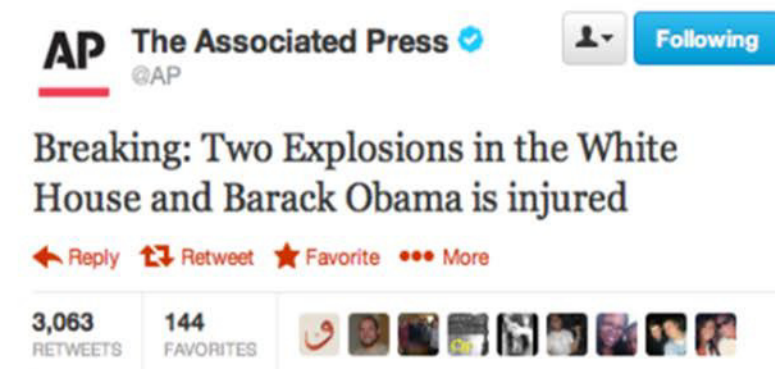 AP The Associated Press
Following
@AP
Breaking: Two Explosions in the White
House and Barack Obama is injured
Reply Retweet Favorite More
3,063 144
RETWEETS FAVORITES